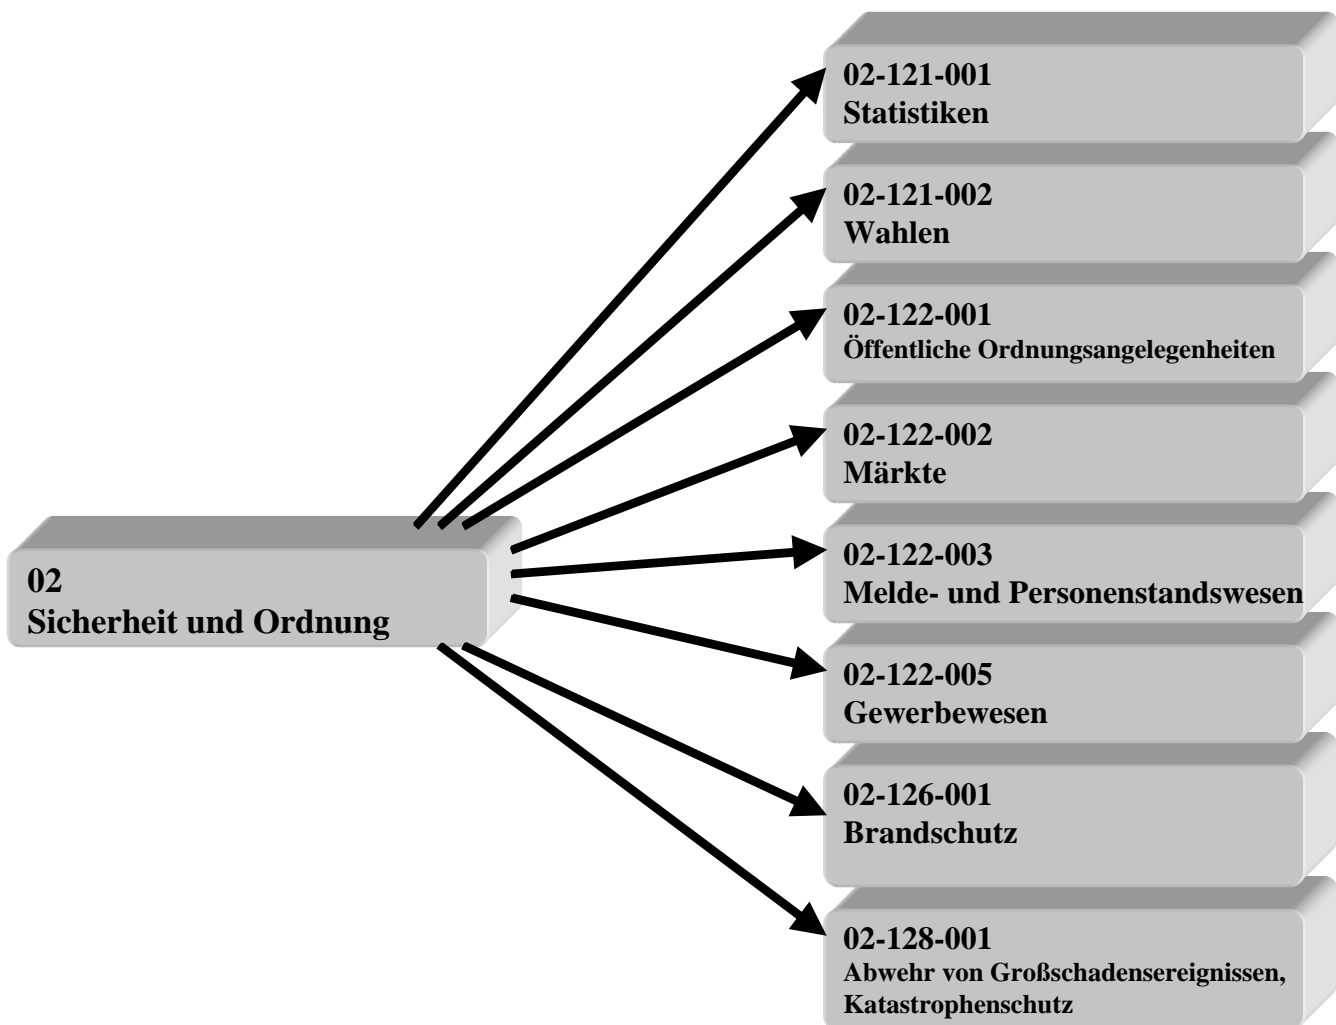 02-121-001
Statistiken
02-121-002
Wahlen
02-122-001
Öffentliche Ordnungsangelegenheiten
02-122-002
Märkte
02
Sicherheit und Ordnung
02-122-003
Melde- und Personenstandswesen
02-122-005
Gewerbewesen
02-126-001
Brandschutz
02-128-001
Abwehr von Großschadensereignissen,
Katastrophenschutz